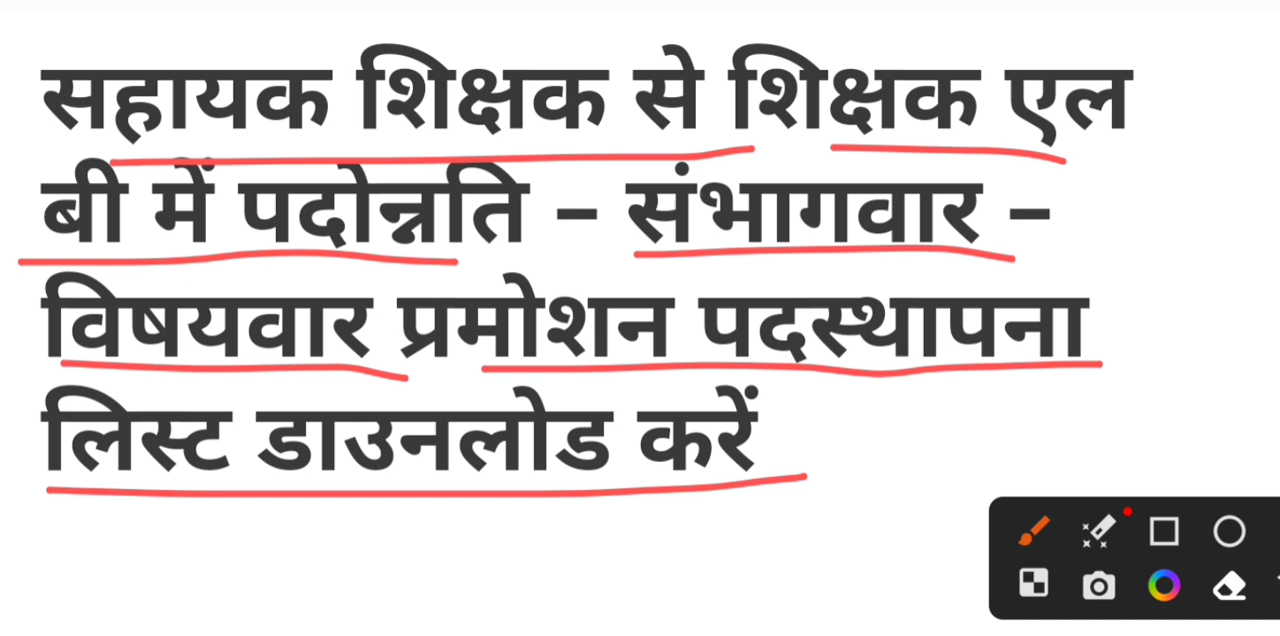 सहायक शिक्षक से शिक्षक एल
बी में पदोन्नति – संभागवार –
विषयवार प्रमोशन पदस्थापना
लिस्ट डाउनलोड करें